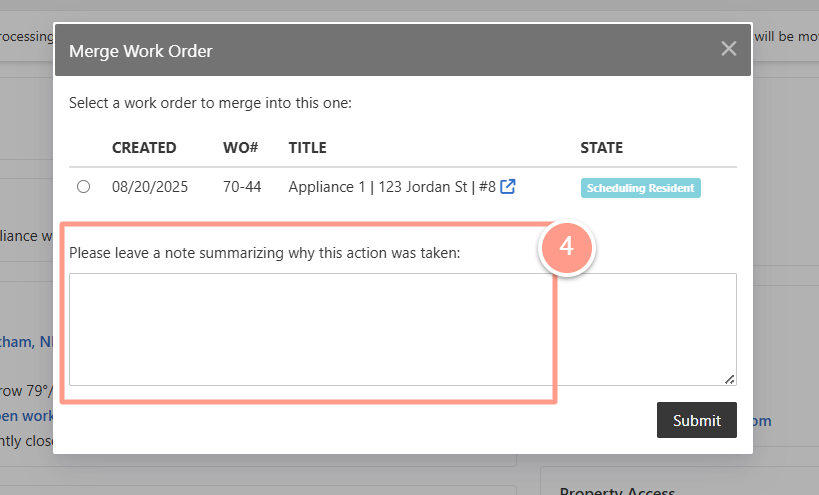 rocessing
will be mo
Merge Work Order
Select a work order to merge into this one:
CREATED WO# TITLE STATE
08/20/2025 70-44 Appliance 1 | 123 Jordan St | #8 Scheduling Resident
liance w
Please leave a note summarizing why this action was taken:
4
tham, N
row 79°/
pen work
ntly close
Submit
om
Property Access